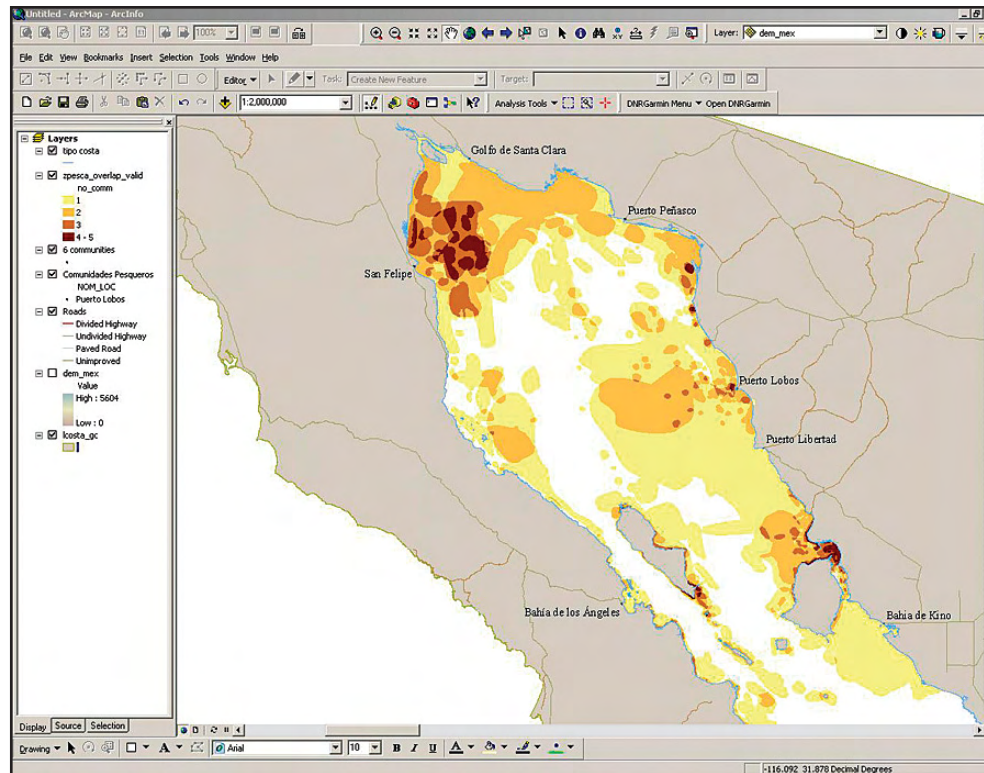 Untitled - ArcMap - ArcInfo
100%
Layer: dem_mex
File Edit View Bookmarks Insert Selection Tools Window Help
Editor Task: Create New Feature Target:
1:2,000,000
Analysis Tools
DNRGarmin Menu Open DNRGarmin
Layers
tipo costa
zpesca_overlap_valid
no_comm
1
2
3
4 - 5
6 communities
Comunidades Pesqueros
NOM_LOC
Puerto Lobos
Roads
Divided Highway
Undivided Highway
Paved Road
Unimproved
dem_mex
Value
High : 5604
Low : 0
lcosta_gc
Golfo de Santa Clara
Puerto Peñasco
San Felipe
Puerto Lobos
Puerto Libertad
Bahía de los Ángeles
Bahia de Kino
Display Source Selection
Drawing A Arial 10 B I U A
-116.092 31.878 Decimal Degrees